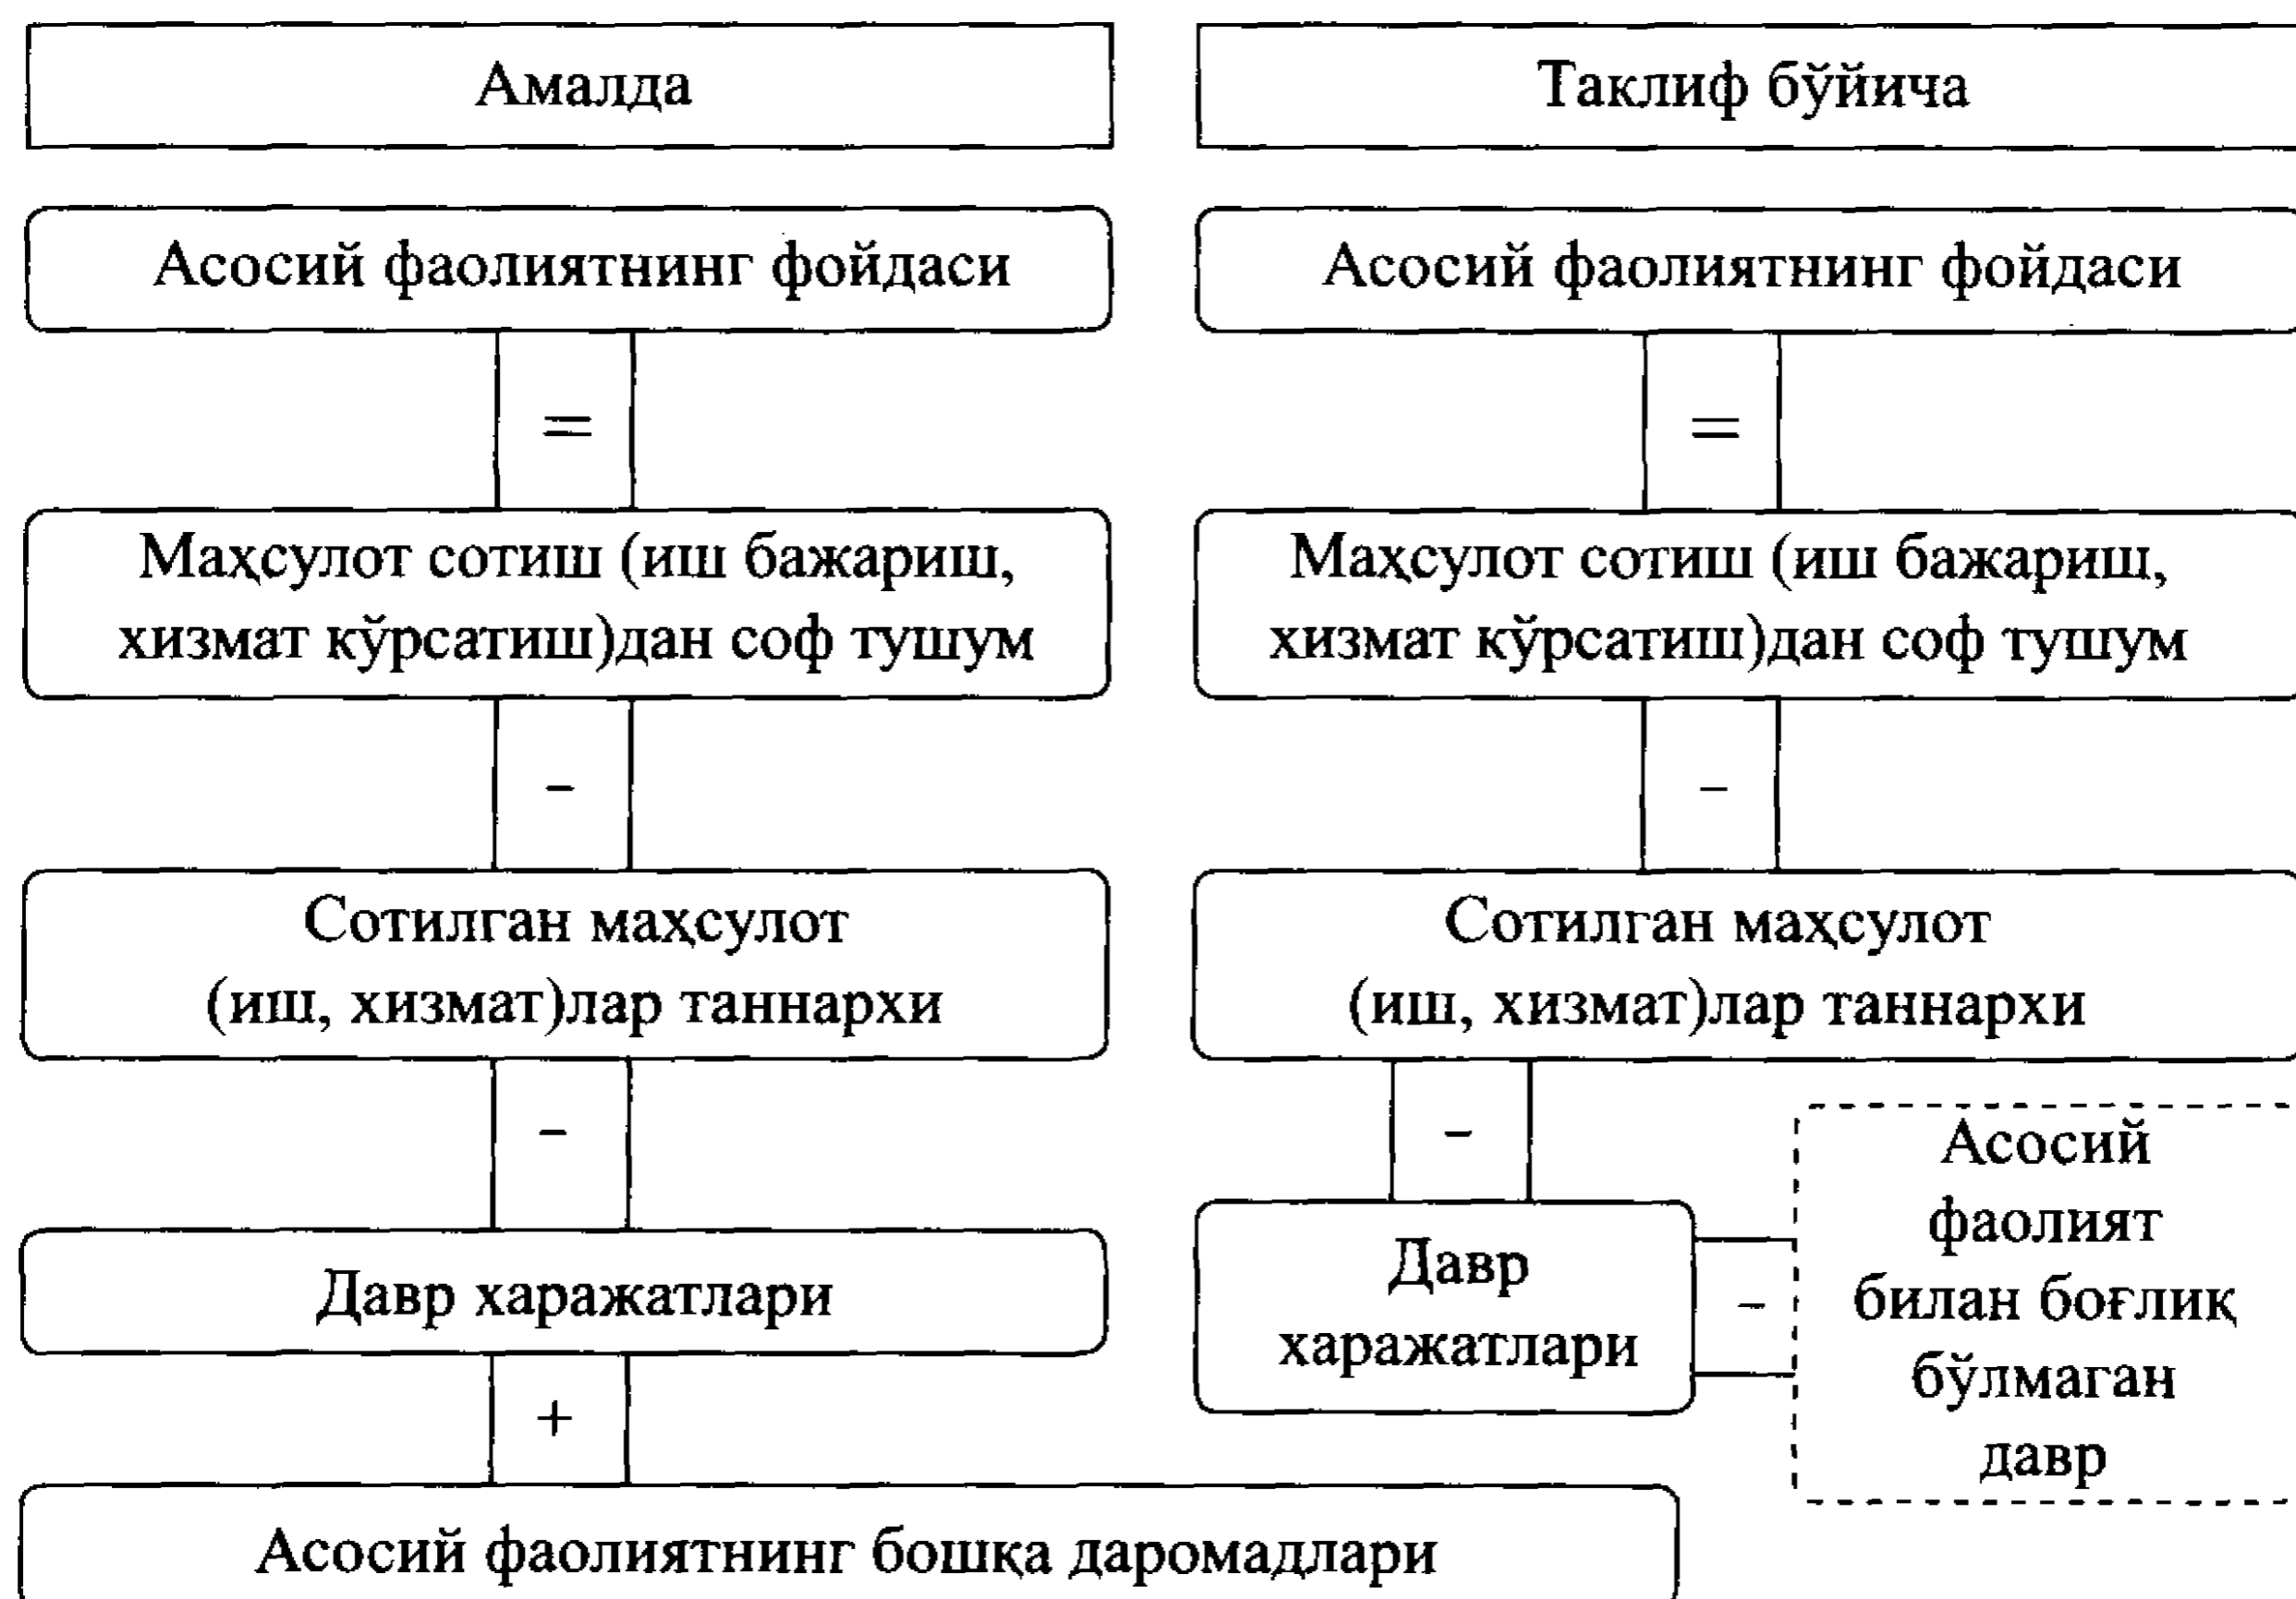 Амалда
Таклиф бўйича
Асосий фаолиятнинг фойдаси
Асосий фаолиятнинг фойдаси
=
=
Маҳсулот сотиш (иш бажариш,
хизмат кўрсатиш)дан соф тушум
Маҳсулот сотиш (иш бажариш,
хизмат кўрсатиш)дан соф тушум
–
–
Сотилган маҳсулот
(иш, хизмат)лар таннархи
Сотилган маҳсулот
(иш, хизмат)лар таннархи
–
–
Давр харажатлари
Давр
харажатлари
–
Асосий
фаолият
билан боғлиқ
бўлмаган
давр
+
Асосий фаолиятнинг бошқа даромадлари